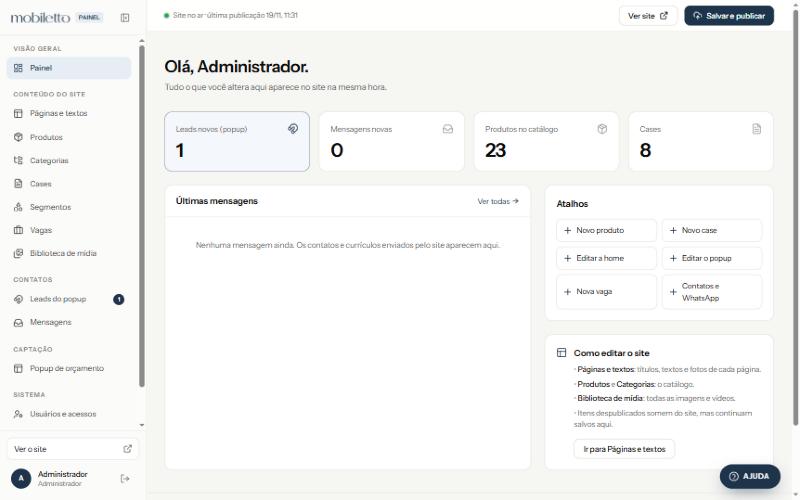 mobiletto PAINEL
Site no ar · última publicação 19/11, 11:31
Ver site
Salvar e publicar
VISÃO GERAL
Painel
CONTEÚDO DO SITE
Páginas e textos
Produtos
Categorias
Cases
Segmentos
Vagas
Biblioteca de mídia
CONTATOS
Leads do popup 1
Mensagens
CAPTAÇÃO
Popup de orçamento
SISTEMA
Usuários e acessos
Ver o site
A
Administrador
Administrador
Olá, Administrador.
Tudo o que você altera aqui aparece no site na mesma hora.
Leads novos (popup)
1
Mensagens novas
0
Produtos no catálogo
23
Cases
8
Últimas mensagens
Ver todas →
Nenhuma mensagem ainda. Os contatos e currículos enviados pelo site aparecem aqui.
Atalhos
+ Novo produto
+ Novo case
+ Editar a home
+ Editar o popup
+ Nova vaga
+ Contatos e
WhatsApp
Como editar o site
· Páginas e textos: títulos, textos e fotos de cada página.
· Produtos e Categorias: o catálogo.
· Biblioteca de mídia: todas as imagens e vídeos.
· Itens despublicados somem do site, mas continuam
salvos aqui.
Ir para Páginas e textos
AJUDA